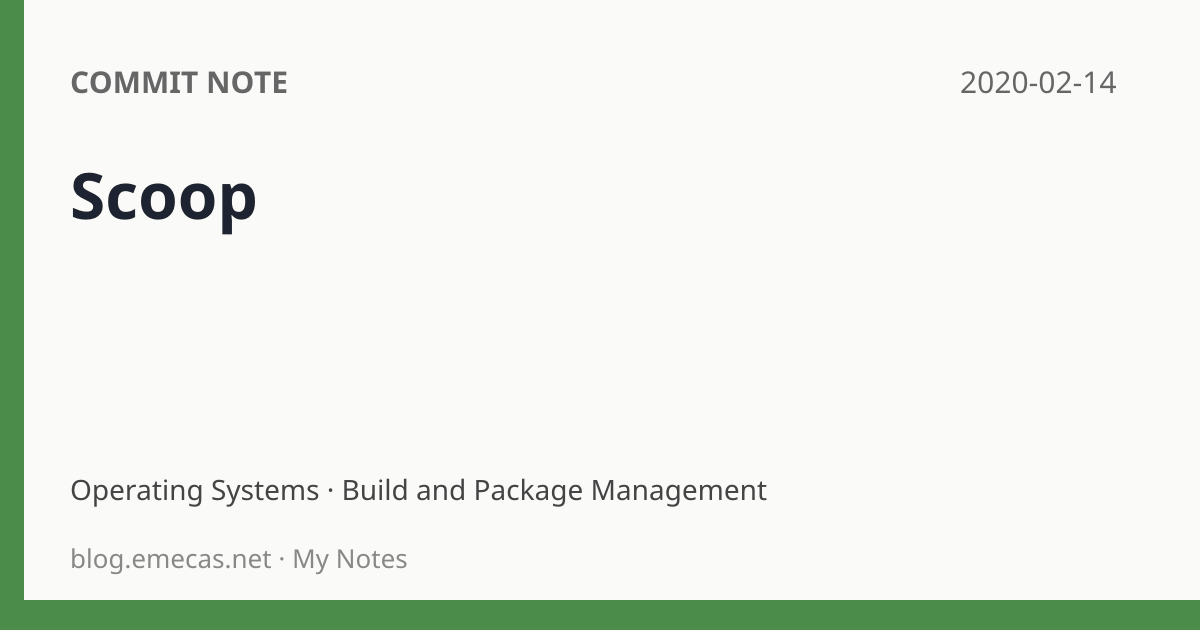 COMMIT NOTE
2020-02-14
Scoop
Operating Systems · Build and Package Management
blog.emecas.net · My Notes